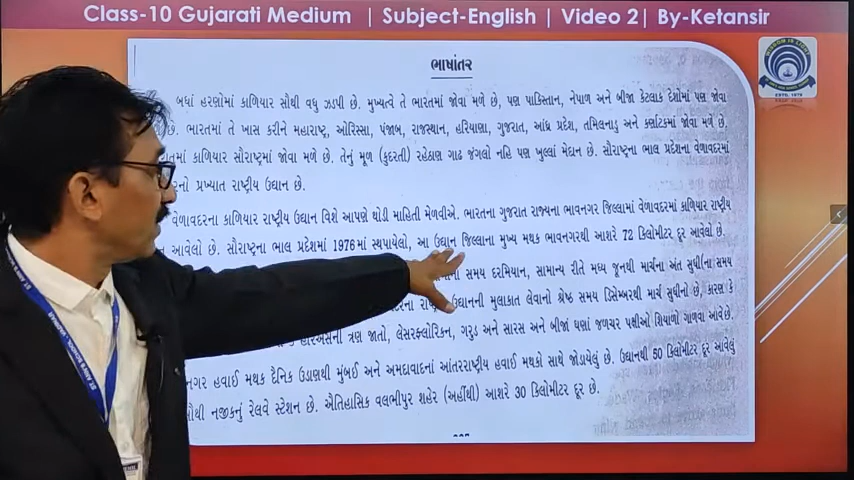 Class-10 Gujarati Medium | Subject-English | Video 2| By-Ketansir
ભાષાંતર
બધાં હરણોમાં કાળિયાર સૌથી વધુ ઝડપી છે. મુખ્યત્વે તે ભારતમાં જોવા મળે છે, પણ પાકિસ્તાન, નેપાળ અને બીજા કેટલાક દેશોમાં પણ જોવા
છે. ભારતમાં તે ખાસ કરીને મહારાષ્ટ્ર, ઓરિસ્સા, પંજાબ, રાજસ્થાન, હરિયાણા, ગુજરાત, આંધ્ર પ્રદેશ, તમિલનાડુ અને કર્ણાટકમાં જોવા મળે છે.
કાળિયાર સૌરાષ્ટ્રમાં જોવા મળે છે. તેનું મૂળ (કુદરતી) રહેઠાણ ગાઢ જંગલો નહિ પણ ખુલ્લાં મેદાન છે. સૌરાષ્ટ્રના ભાલ પ્રદેશના વેળાવદરમાં
પ્રખ્યાત રાષ્ટ્રીય ઉદ્યાન છે.
વેળાવદરના કાળિયાર રાષ્ટ્રીય ઉદ્યાન વિશે આપણે થોડી માહિતી મેળવીએ. ભારતના ગુજરાત રાજ્યના ભાવનગર જિલ્લામાં વેળાવદરમાં કાળિયાર રાષ્ટ્રીય
આવેલો છે. સૌરાષ્ટ્રના ભાલ પ્રદેશમાં 1976માં સ્થપાયેલો, આ ઉદ્યાન જિલ્લાના મુખ્ય મથક ભાવનગરથી આશરે 72 કિલોમીટર દૂર આવેલો છે.
સમય દરમિયાન, સામાન્ય રીતે મધ્ય જૂનથી માર્ચના અંત સુધીના સમય
ઉદ્યાનની મુલાકાત લેવાનો શ્રેષ્ઠ સમય ડિસેમ્બરથી માર્ચ સુધીનો છે, કારણ કે
ત્રણ જાતો, લેસરફ્લોરિકન, ગરુડ અને સારસ અને બીજાં ઘણાં જળચર પક્ષીઓ શિયાળો ગાળવા આવે છે.
હવાઈ મથક દૈનિક ઉડાણથી મુંબઈ અને અમદાવાદનાં આંતરરાષ્ટ્રીય હવાઈ મથકો સાથે જોડાયેલું છે. ઉદ્યાનથી 50 કિલોમીટર દૂર આવેલું
સૌથી નજીકનું રેલવે સ્ટેશન છે. ઐતિહાસિક વલભીપુર શહેર (અહીંથી) આશરે 30 કિલોમીટર દૂર છે.